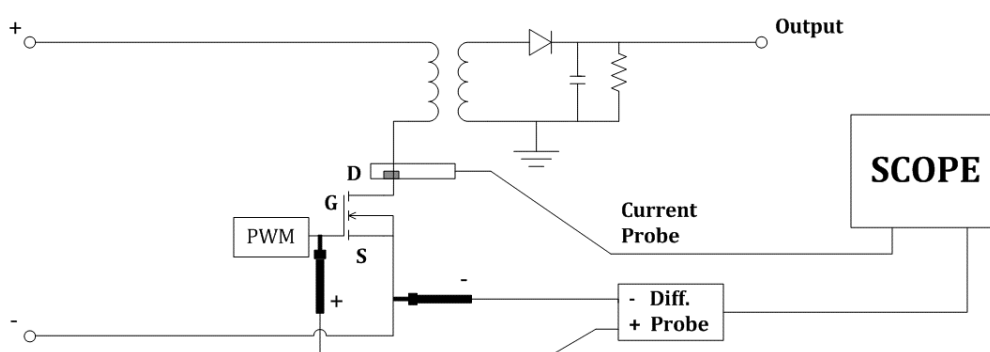 +
Output
D
SCOPE
G
Current
Probe
PWM
S
-
+
- Diff.
+ Probe
-